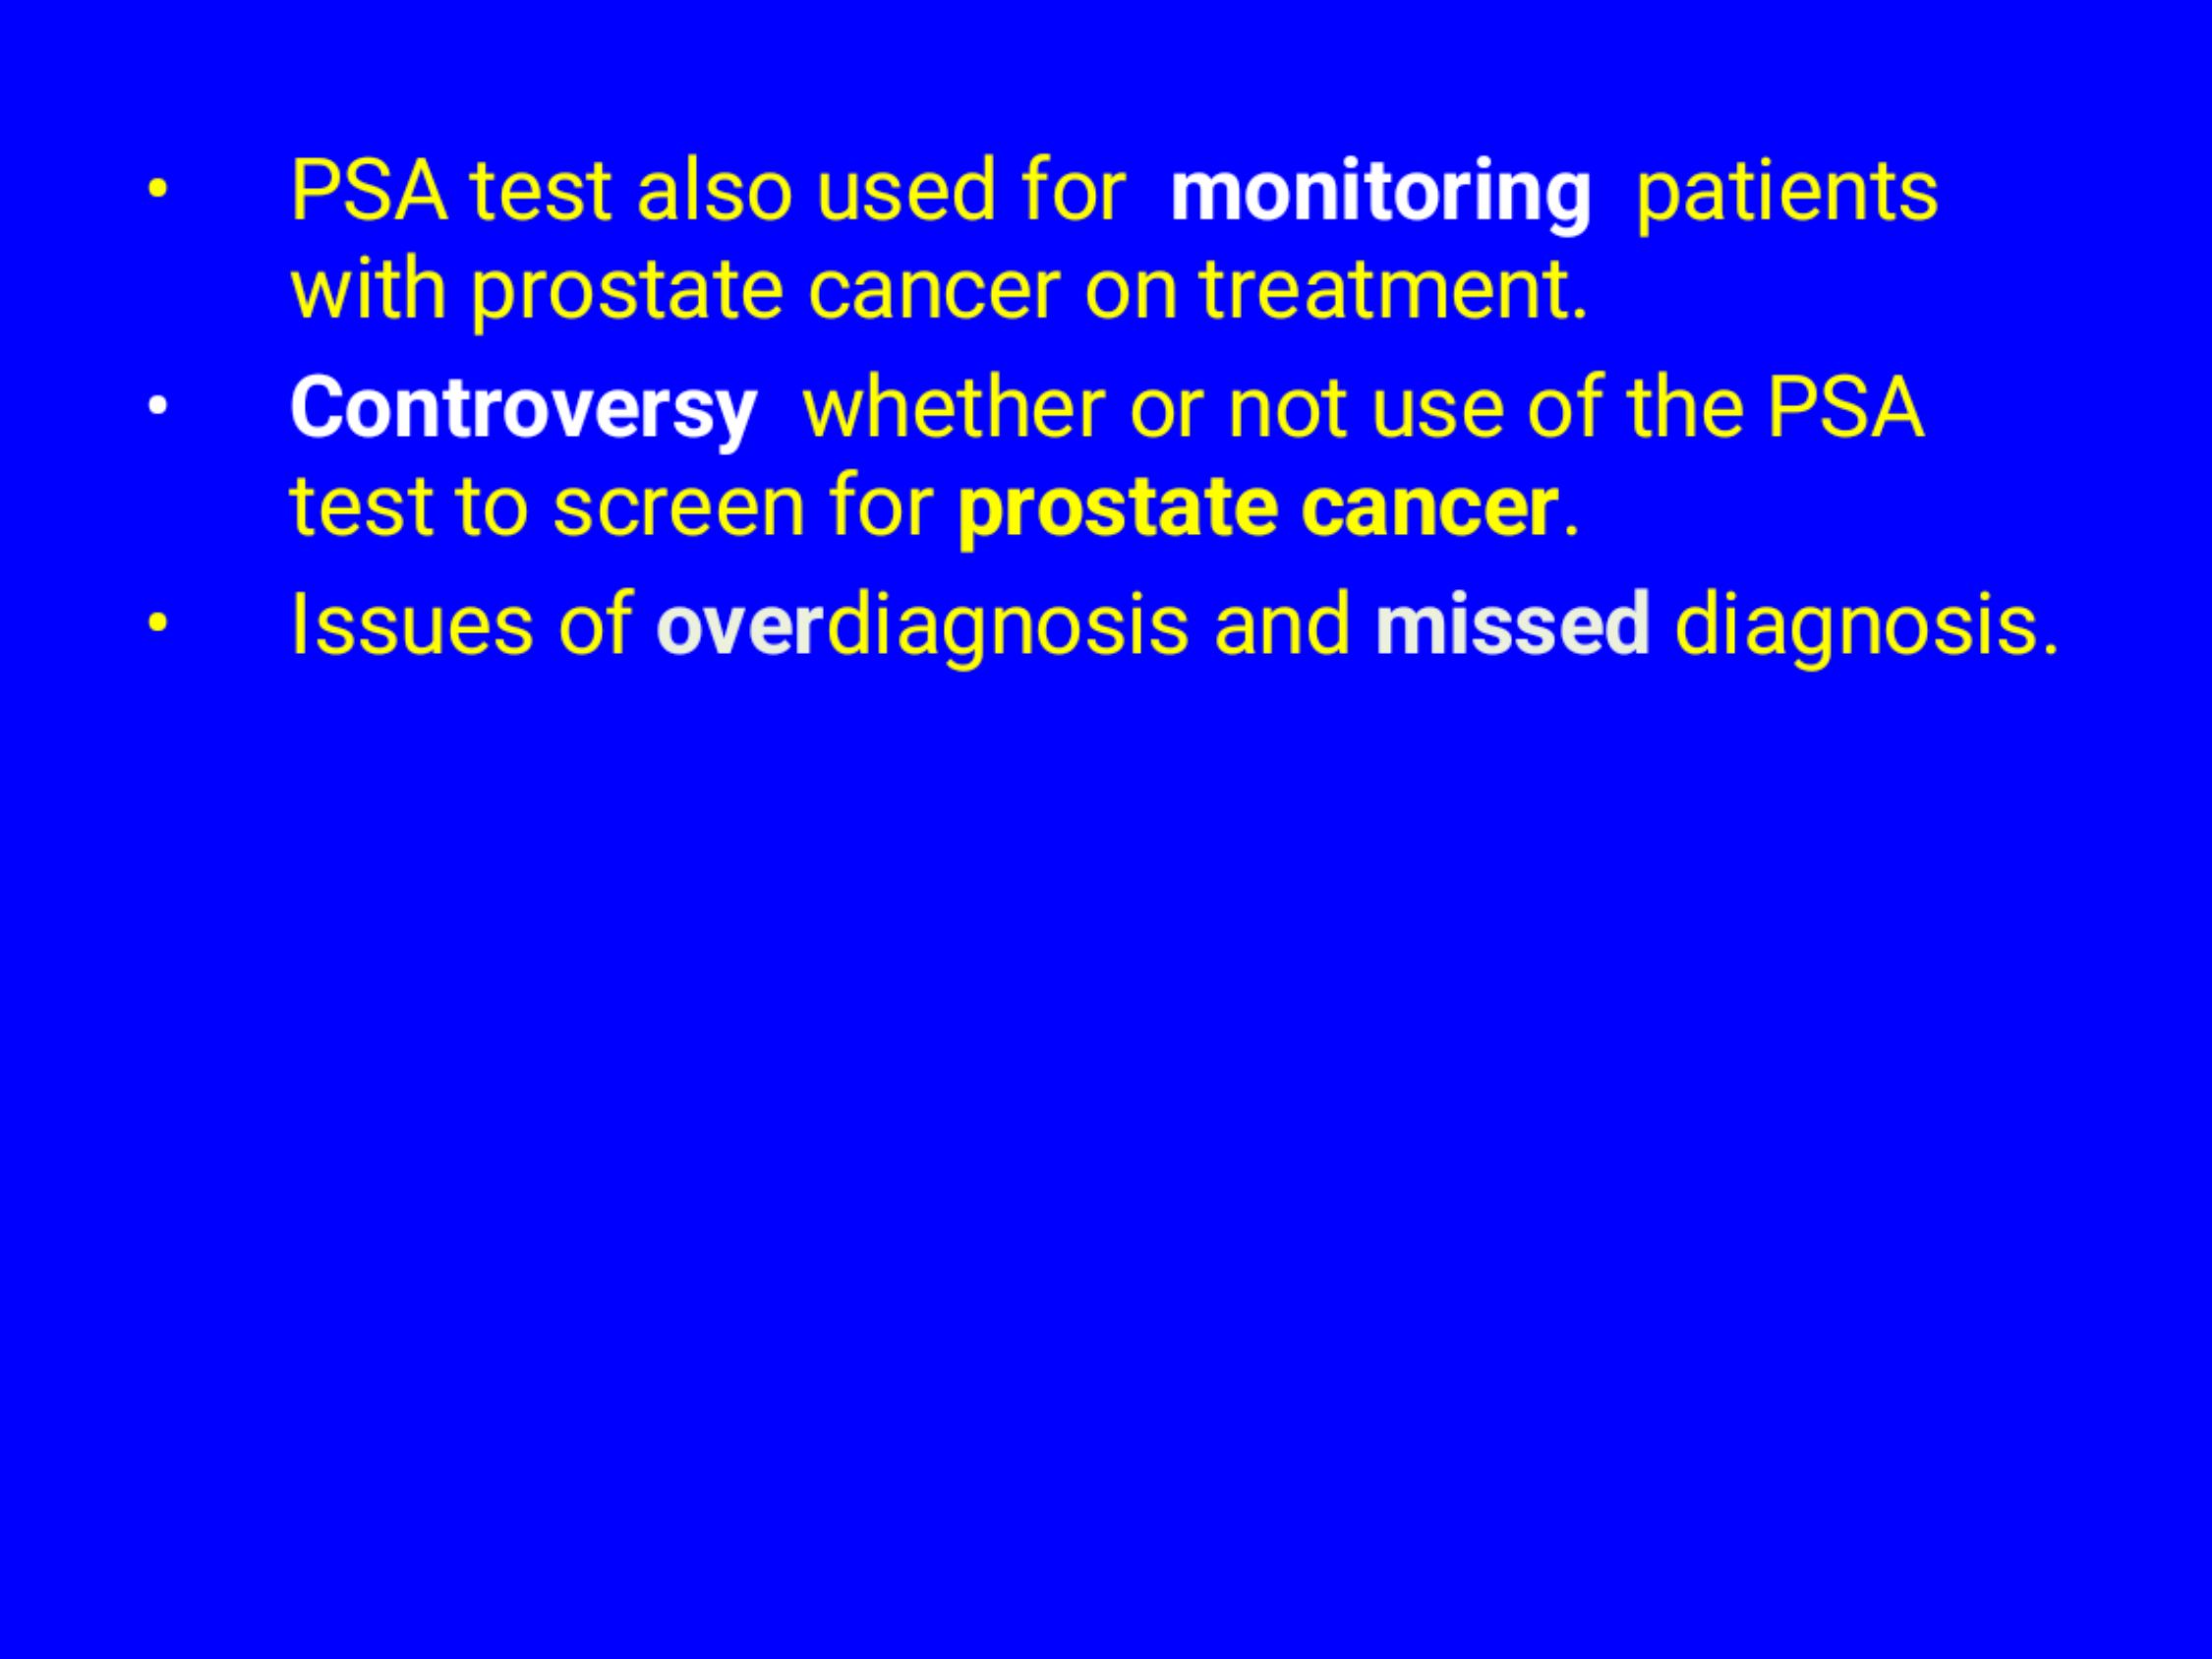 • PSA test also used for monitoring patients
with prostate cancer on treatment.
• Controversy whether or not use of the PSA
test to screen for prostate cancer.
• Issues of overdiagnosis and missed diagnosis.